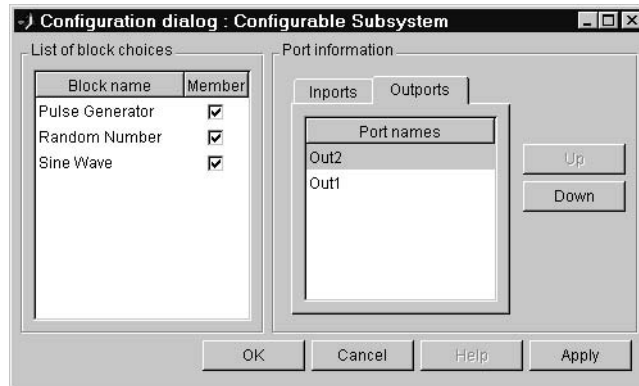 Configuration dialog : Configurable Subsystem
List of block choices
Block name Member
Pulse Generator
Random Number
Sine Wave
Port information
Inports Outports
Port names
Out2
Out1
Up
Down
OK Cancel Help Apply